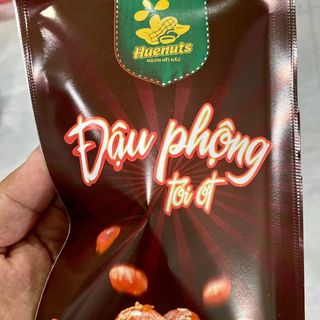 Huenuts
NGON HẾT NẤC
Đậu phộng
tỏi ớt